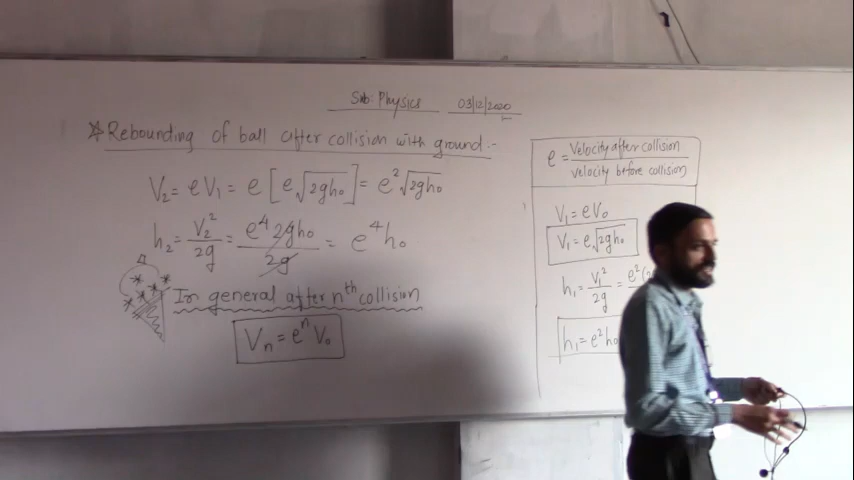 Sub: Physics 03/12/2020
* Rebounding of ball after collision with ground :-
V₂ = eV₁ = e[e√2gh₀] = e²√2gh₀
h₂ = V₂²/2g = e⁴2gh₀/2g = e⁴h₀
In general after nᵗʰ collision
Vₙ = eⁿV₀
e = Velocity after collision / velocity before collision
V₁ = eV₀
V₁ = e√2gh₀
h₁ = V₁²/2g = e²(2
h₁ = e²h₀